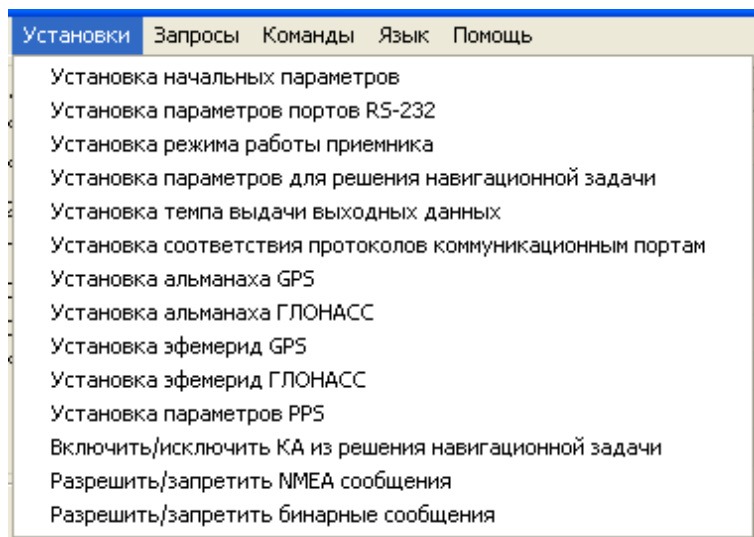 Установки Запросы Команды Язык Помощь
Установка начальных параметров
Установка параметров портов RS-232
Установка режима работы приемника
Установка параметров для решения навигационной задачи
Установка темпа выдачи выходных данных
Установка соответствия протоколов коммуникационным портам
Установка альманаха GPS
Установка альманаха ГЛОНАСС
Установка эфемерид GPS
Установка эфемерид ГЛОНАСС
Установка параметров PPS
Включить/исключить КА из решения навигационной задачи
Разрешить/запретить NMEA сообщения
Разрешить/запретить бинарные сообщения